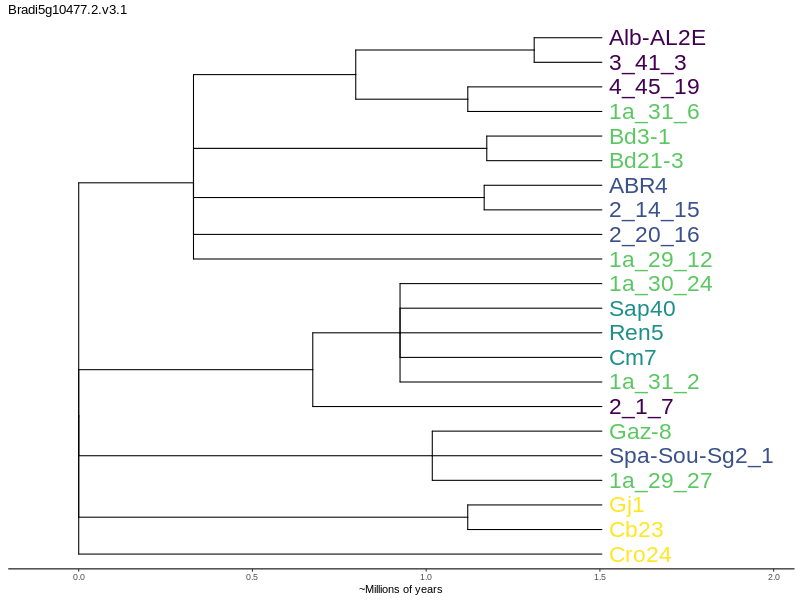 Bradi5g10477.2.v3.1
Alb-AL2E
3_41_3
4_45_19
1a_31_6
Bd3-1
Bd21-3
ABR4
2_14_15
2_20_16
1a_29_12
1a_30_24
Sap40
Ren5
Cm7
1a_31_2
2_1_7
Gaz-8
Spa-Sou-Sg2_1
1a_29_27
Gj1
Cb23
Cro24
0.0 0.5 1.0 1.5 2.0
~Millions of years